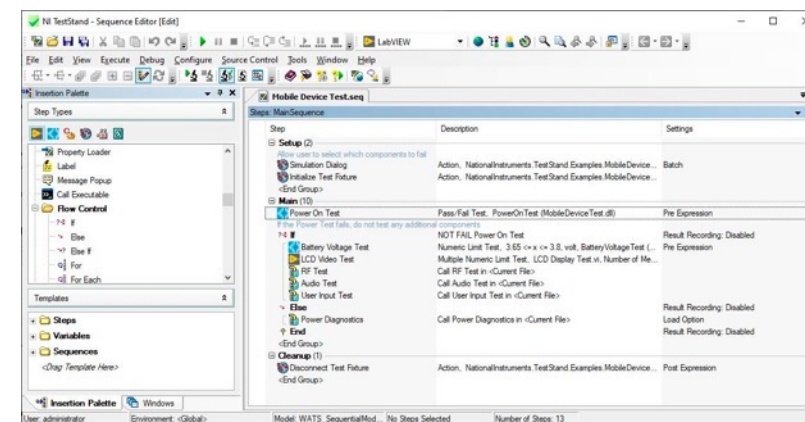 NI TestStand - Sequence Editor [Edit]
LabVIEW
File Edit View Execute Debug Configure Source Control Tools Window Help
Insertion Palette
Mobile Device Test.seq
Step Types
Steps: MainSequence
Property Loader
Label
Message Popup
Call Executable
Flow Control
If
Else
Else If
For
For Each
Templates
Steps
Variables
Sequences
<Drag Template Here>
Insertion Palette Windows
Step Description Settings
Setup (2)
Allow user to select which components to fail
Simulation Dialog Action, NationalInstruments.TestStand.Examples.MobileDevice... Batch
Initialize Test Fixture Action, NationalInstruments.TestStand.Examples.MobileDevice...
<End Group>
Main (10)
Power On Test Pass/Fail Test, PowerOnTest (MobileDeviceTest.dll) Pre Expression
If the Power Test fails, do not test any additional components
If NOT FAIL Power On Test Result Recording: Disabled
Battery Voltage Test Numeric Limit Test, 3.65 <= x <= 3.8, volt, BatteryVoltageTest (... Pre Expression
LCD Video Test Multiple Numeric Limit Test, LCD Display Test.vi, Number of Me...
RF Test Call RF Test in <Current File>
Audio Test Call Audio Test in <Current File>
User Input Test Call User Input Test in <Current File>
Else Result Recording: Disabled
Power Diagnostics Call Power Diagnostics in <Current File> Load Option
End Result Recording: Disabled
<End Group>
Cleanup (1)
Disconnect Test Fixture Action, NationalInstruments.TestStand.Examples.MobileDevice... Post Expression
<End Group>
User: administrator Environment: <Global> Model: WATS_SequentialMod... No Steps Selected Number of Steps: 13